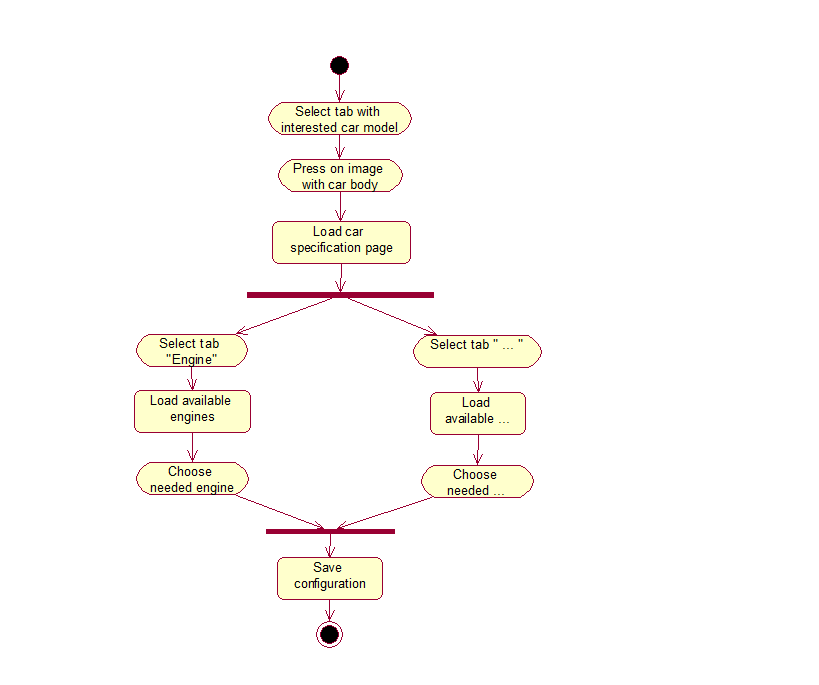 Select tab with
interested car model
Press on image
with car body
Load car
specification page
Select tab
"Engine"
Select tab " ... "
Load available
engines
Load
available ...
Choose
needed engine
Choose
needed ...
Save
configuration